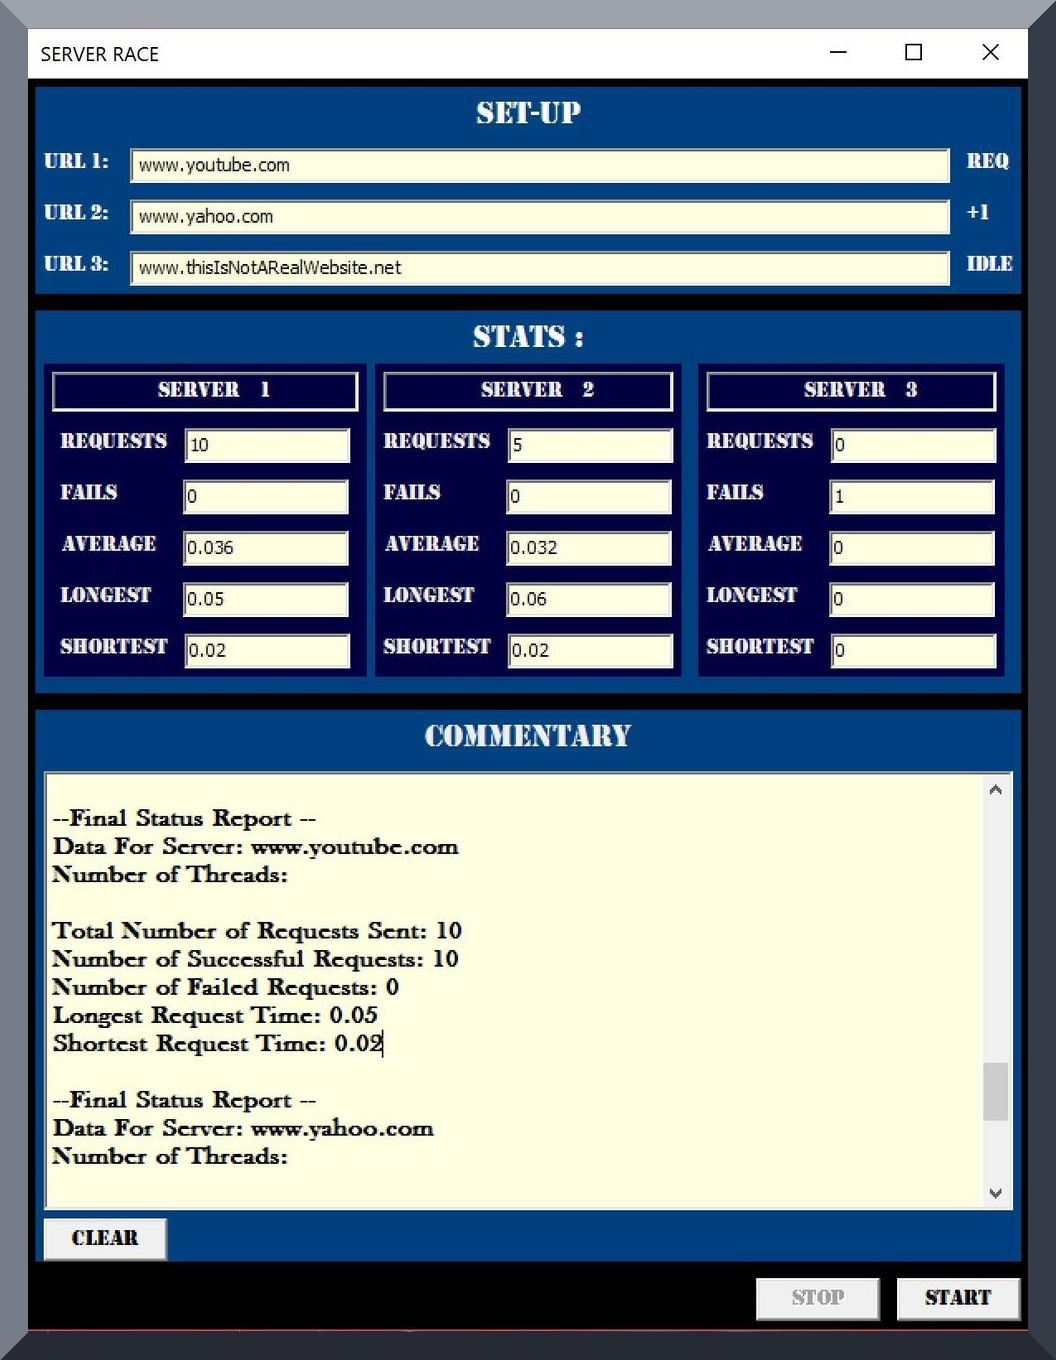 SERVER RACE
SET-UP
URL 1: www.youtube.com REQ
URL 2: www.yahoo.com +1
URL 3: www.thisIsNotARealWebsite.net IDLE
STATS :
SERVER 1 SERVER 2 SERVER 3
REQUESTS 10 REQUESTS 5 REQUESTS 0
FAILS 0 FAILS 0 FAILS 1
AVERAGE 0.036 AVERAGE 0.032 AVERAGE 0
LONGEST 0.05 LONGEST 0.06 LONGEST 0
SHORTEST 0.02 SHORTEST 0.02 SHORTEST 0
COMMENTARY
--Final Status Report --
Data For Server: www.youtube.com
Number of Threads:
Total Number of Requests Sent: 10
Number of Successful Requests: 10
Number of Failed Requests: 0
Longest Request Time: 0.05
Shortest Request Time: 0.02
--Final Status Report --
Data For Server: www.yahoo.com
Number of Threads:
CLEAR
STOP START